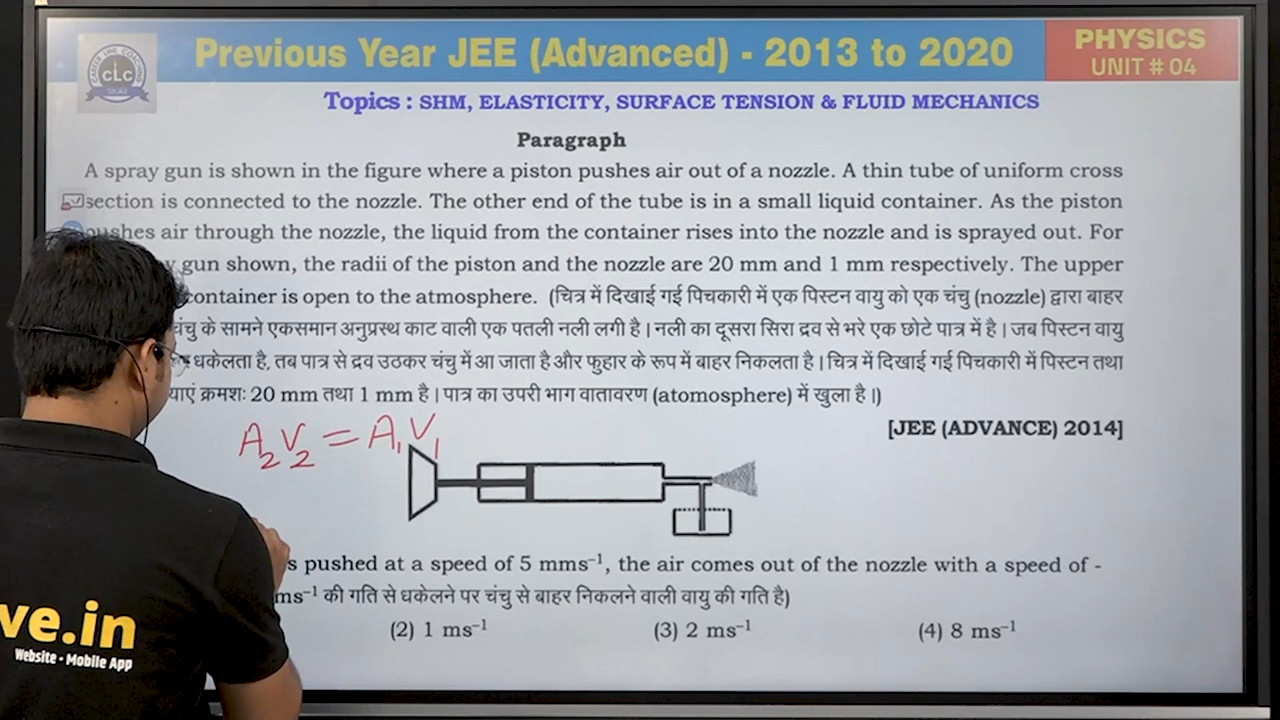 Previous Year JEE (Advanced) - 2013 to 2020
PHYSICS
UNIT # 04
CLC
Topics : SHM, ELASTICITY, SURFACE TENSION & FLUID MECHANICS
Paragraph
A spray gun is shown in the figure where a piston pushes air out of a nozzle. A thin tube of uniform cross
section is connected to the nozzle. The other end of the tube is in a small liquid container. As the piston
pushes air through the nozzle, the liquid from the container rises into the nozzle and is sprayed out. For
gun shown, the radii of the piston and the nozzle are 20 mm and 1 mm respectively. The upper
container is open to the atmosphere. (चित्र में दिखाई गई पिचकारी में एक पिस्टन वायु को एक चंचु (nozzle) द्वारा बाहर
चंचु के सामने एकसमान अनुप्रस्थ काट वाली एक पतली नली लगी है। नली का दूसरा सिरा द्रव से भरे एक छोटे पात्र में है। जब पिस्टन वायु
धकेलता है, तब पात्र से द्रव उठकर चंचु में आ जाता है और फुहार के रूप में बाहर निकलता है। चित्र में दिखाई गई पिचकारी में पिस्टन तथा
याएं क्रमशः 20 mm तथा 1 mm है। पात्र का उपरी भाग वातावरण (atomosphere) में खुला है।)
A₂V₂ = A₁V₁
[JEE (ADVANCE) 2014]
s pushed at a speed of 5 mms⁻¹, the air comes out of the nozzle with a speed of -
ms⁻¹ की गति से धकेलने पर चंचु से बाहर निकलने वाली वायु की गति है)
(2) 1 ms⁻¹ (3) 2 ms⁻¹ (4) 8 ms⁻¹
ve.in
Website • Mobile App